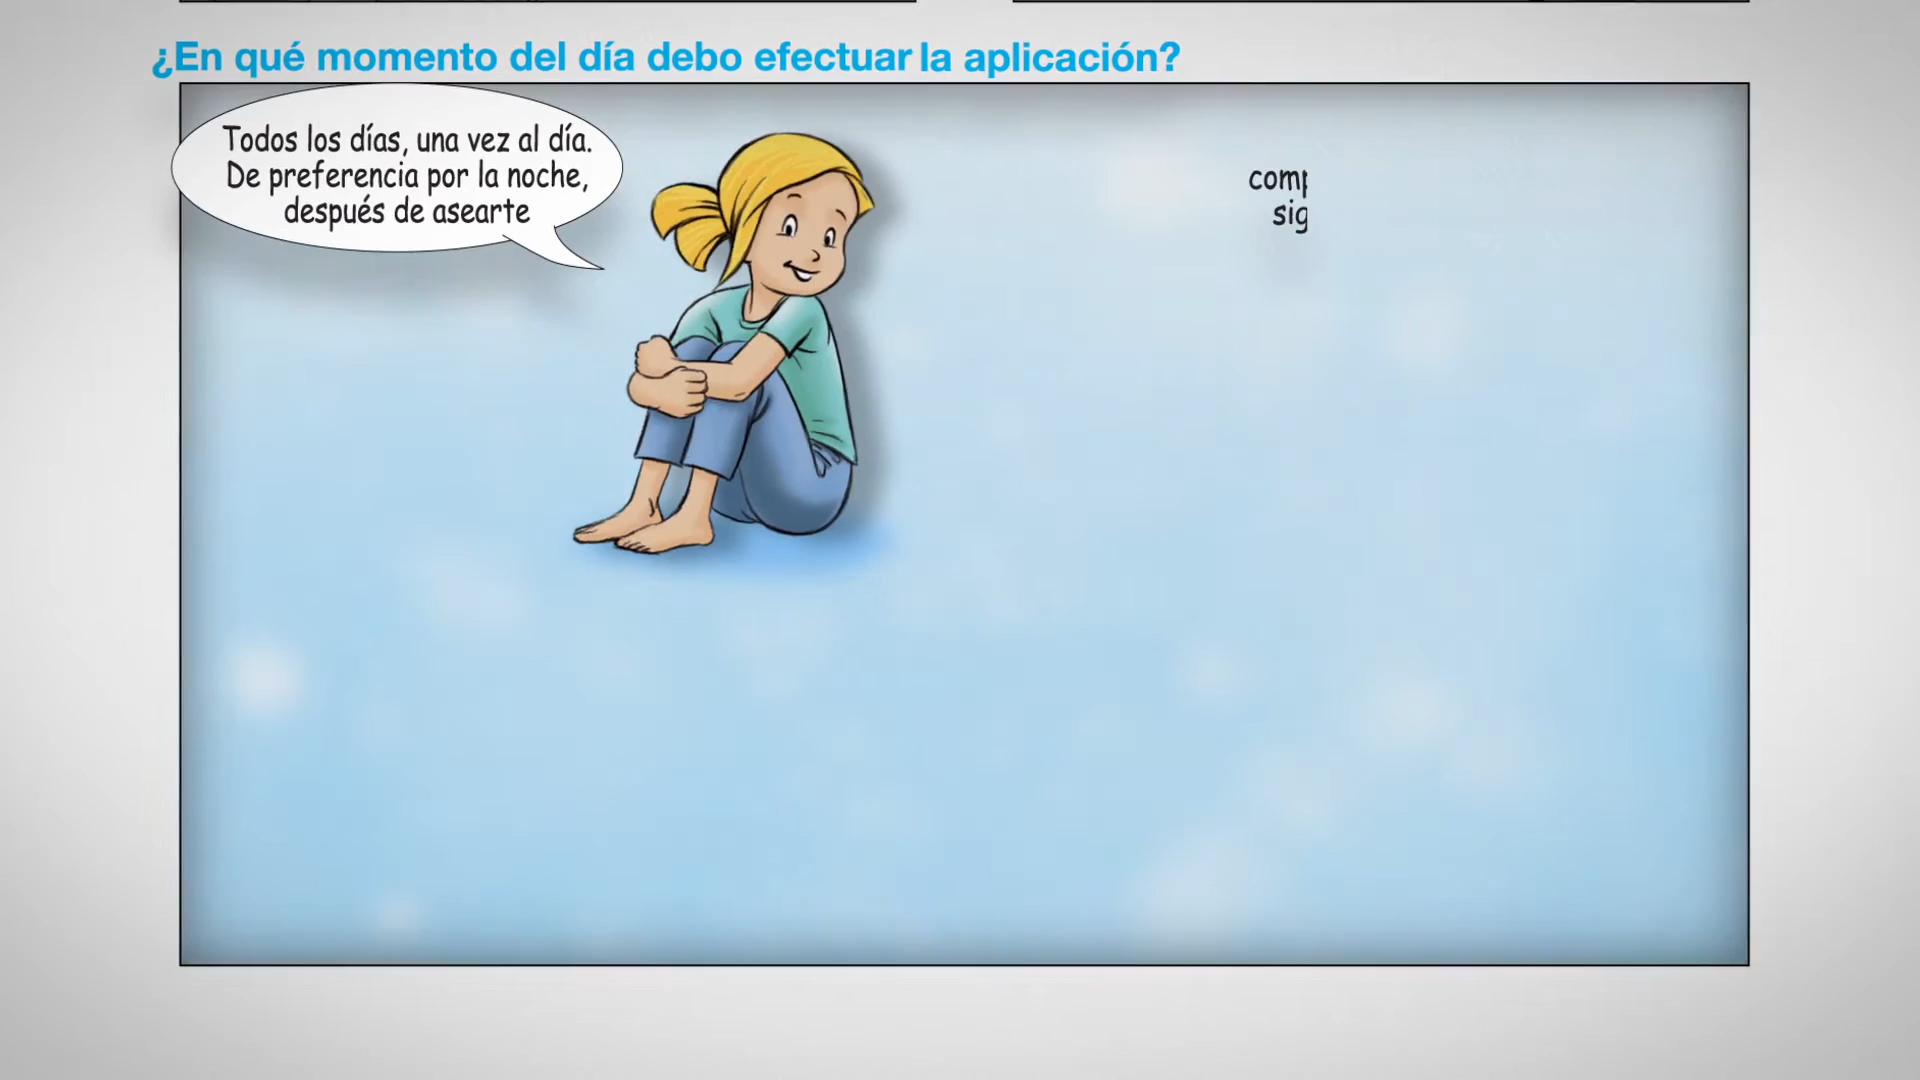 ¿En qué momento del día debo efectuar la aplicación?
Todos los días, una vez al día.
De preferencia por la noche,
después de asearte